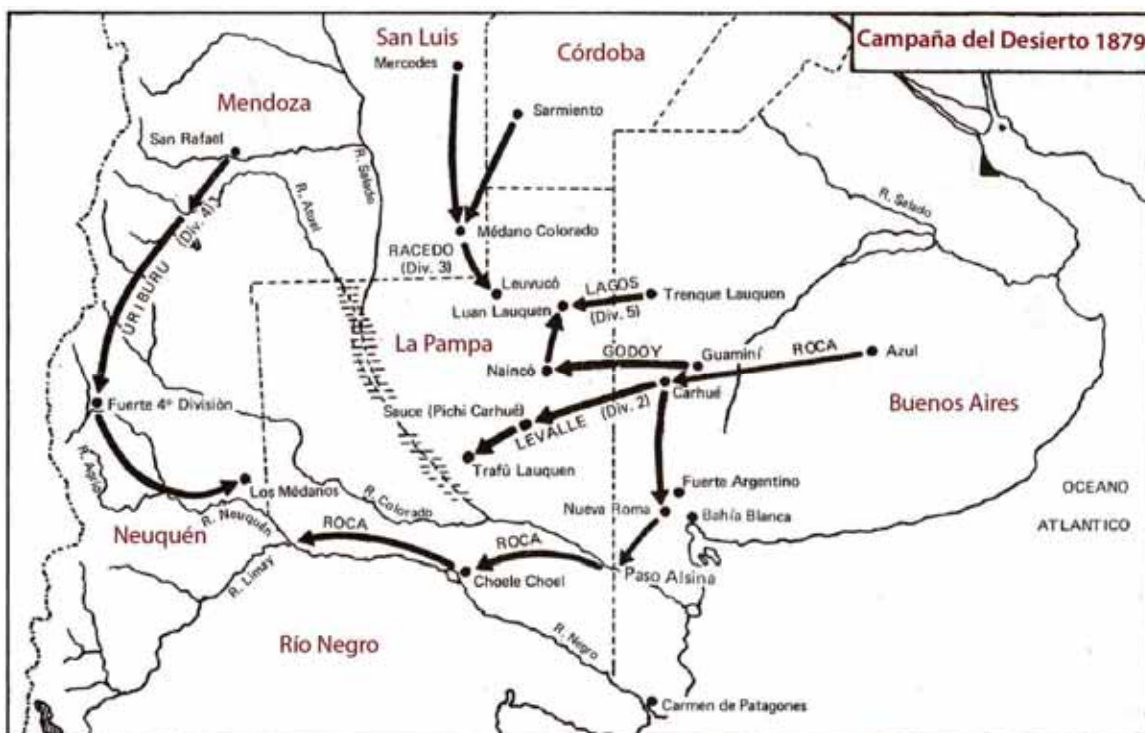 Campaña del Desierto 1879
San Luis
Mercedes
Córdoba
Sarmiento
Mendoza
San Rafael
R. Salado
R. Atuel
(Div. 4)
URIBURU
R. Salado
Médano Colorado
RACEDO
(Div. 3)
Leuvucó
Luan Lauquen
LAGOS
(Div. 5)
Trenque Lauquen
La Pampa
Naincó
GODOY
Guaminí
ROCA
Azul
Carhué
Buenos Aires
Fuerte 4ª División
Sauce (Pichi Carhué)
(Div. 2)
LEVALLE
Trafú Lauquen
R. Agrio
Los Médanos
R. Colorado
Fuerte Argentino
Nueva Roma
Bahía Blanca
OCEANO
ATLANTICO
Neuquén
R. Neuquén
ROCA
ROCA
Paso Alsina
R. Limay
Choele Choel
Río Negro
R. Negro
Carmen de Patagones